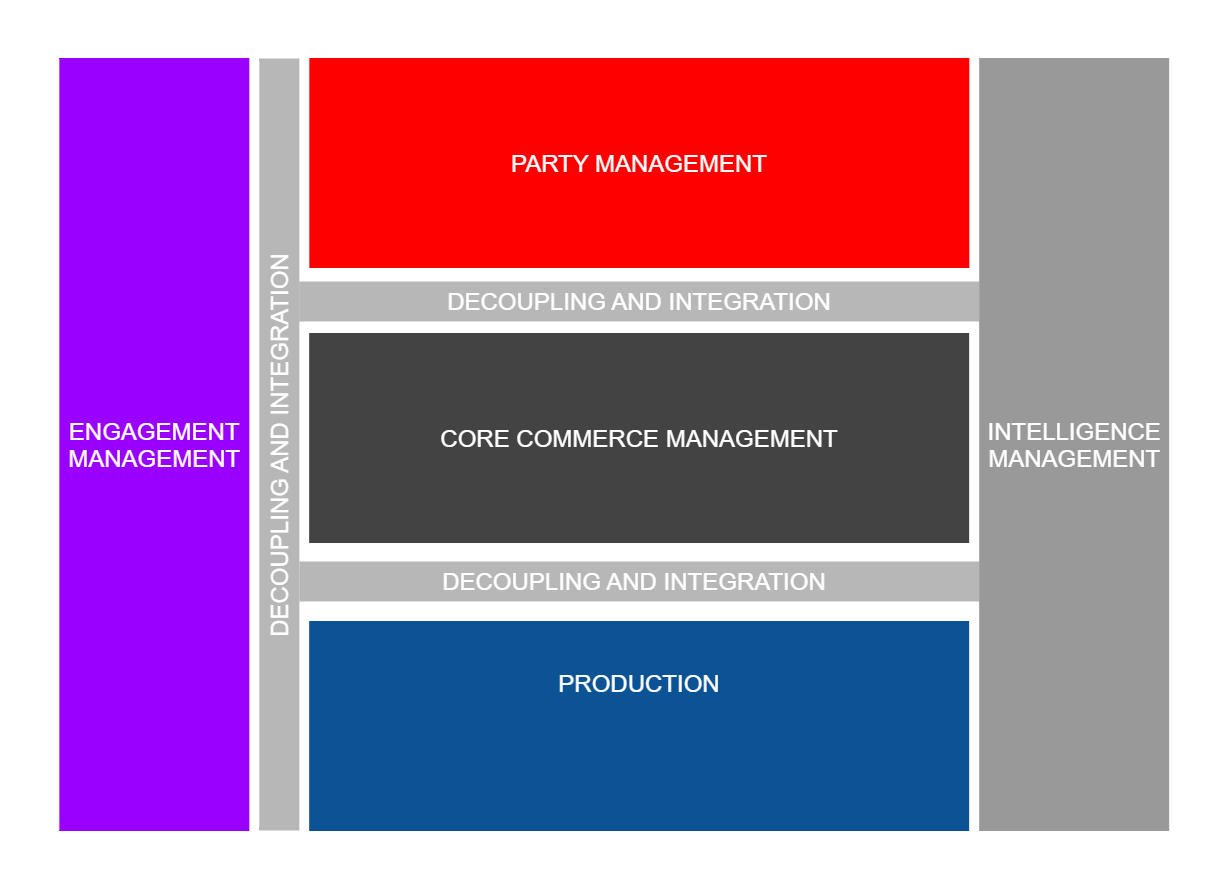 PARTY MANAGEMENT
DECOUPLING AND INTEGRATION
ENGAGEMENT
MANAGEMENT
DECOUPLING AND INTEGRATION
CORE COMMERCE MANAGEMENT
INTELLIGENCE
MANAGEMENT
DECOUPLING AND INTEGRATION
PRODUCTION